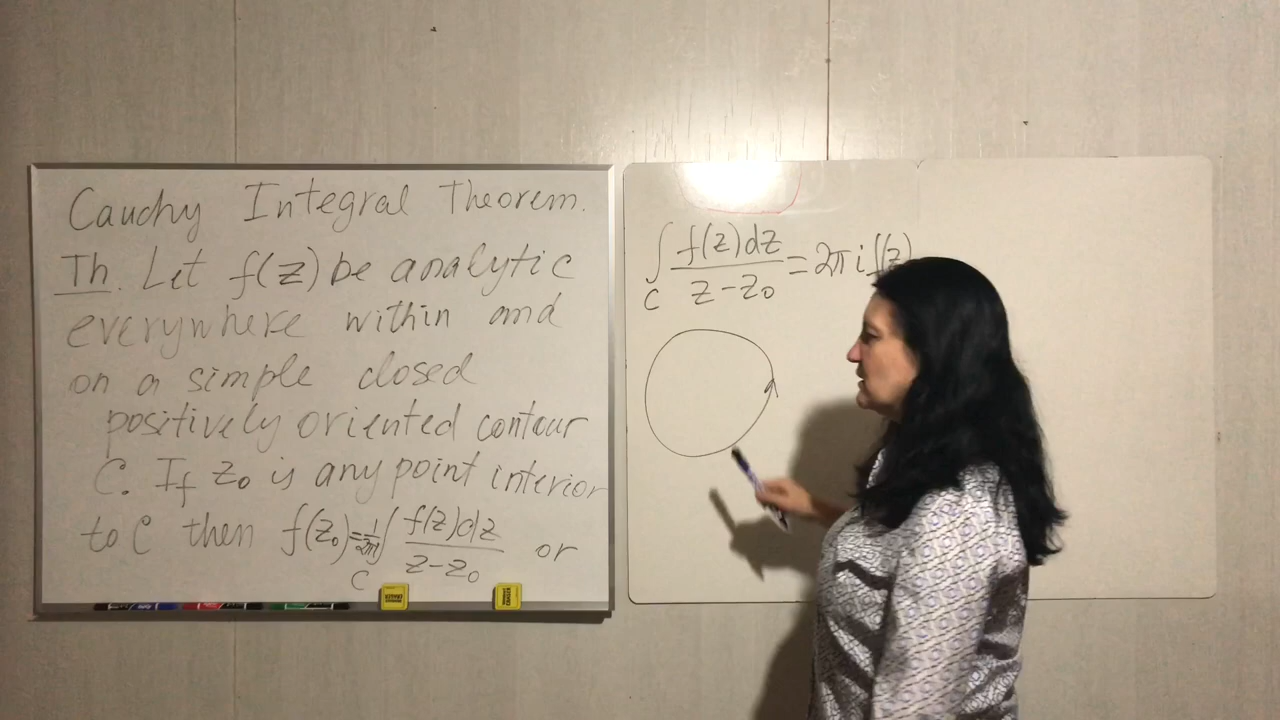 Cauchy Integral Theorem.
Th. Let f(z) be analytic
everywhere within and
on a simple closed
positively oriented contour
C. If z₀ is any point interior
to C then f(z₀)=1/2πi ∫_C f(z)dz/z-z₀ or
∫_C f(z)dz/z-z₀ = 2πi f(z)